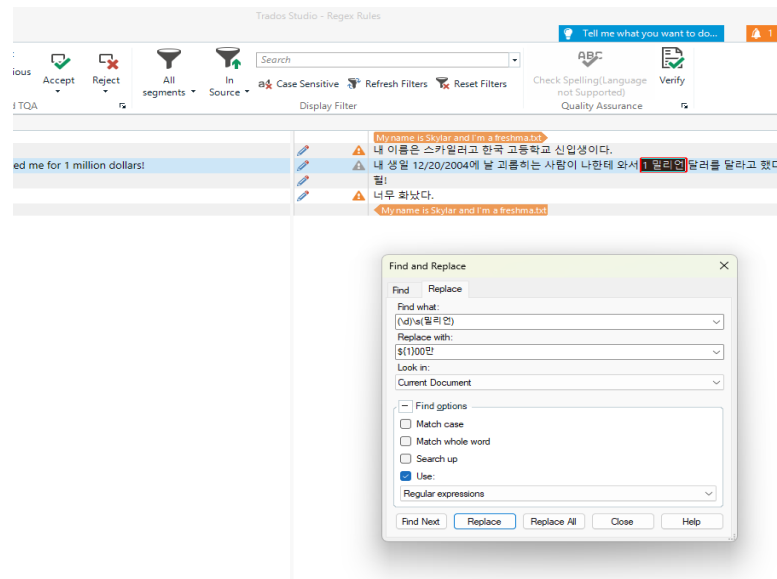 Trados Studio - Regex Rules
Tell me what you want to do...
1
ious
Accept
Reject
All segments
In Source
Search
Case Sensitive
Refresh Filters
Reset Filters
Check Spelling(Language not Supported)
Verify
d TQA
Display Filter
Quality Assurance
My name is Skylar and I'm a freshma.txt
내 이름은 스카일러고 한국 고등학교 신입생이다.
ed me for 1 million dollars!
내 생일 12/20/2004에 날 괴롭히는 사람이 나한테 와서 1 밀리언 달러를 달라고 했다
헐!
너무 화났다.
My name is Skylar and I'm a freshma.txt
Find and Replace
Find
Replace
Find what:
(\d)\s(밀리언)
Replace with:
${1}00만
Look in:
Current Document
Find options
Match case
Match whole word
Search up
Use:
Regular expressions
Find Next
Replace
Replace All
Close
Help